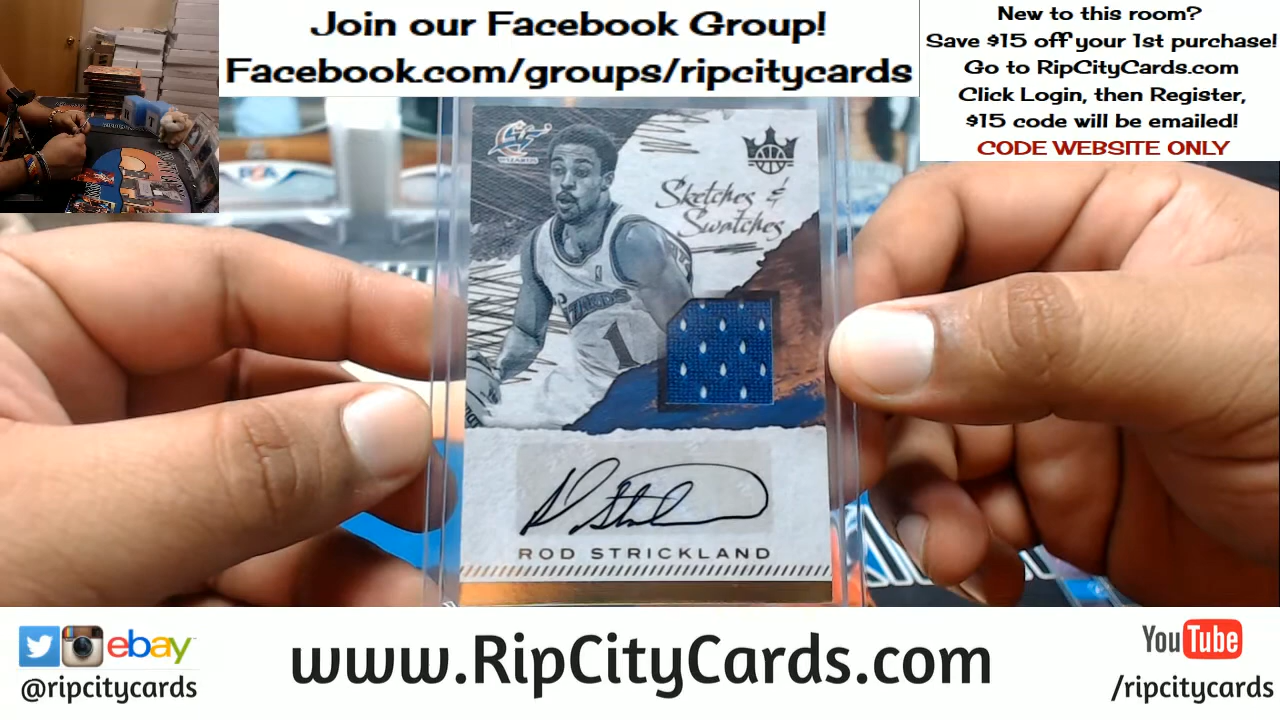 Join our Facebook Group!
Facebook.com/groups/ripcitycards
New to this room?
Save $15 off your 1st purchase!
Go to RipCityCards.com
Click Login, then Register,
$15 code will be emailed!
CODE WEBSITE ONLY
PSA
WIZARDS
Sketches &
Swatches
WIZARDS
1
ROD STRICKLAND
ebay
@ripcitycards
www.RipCityCards.com
YouTube
/ripcitycards